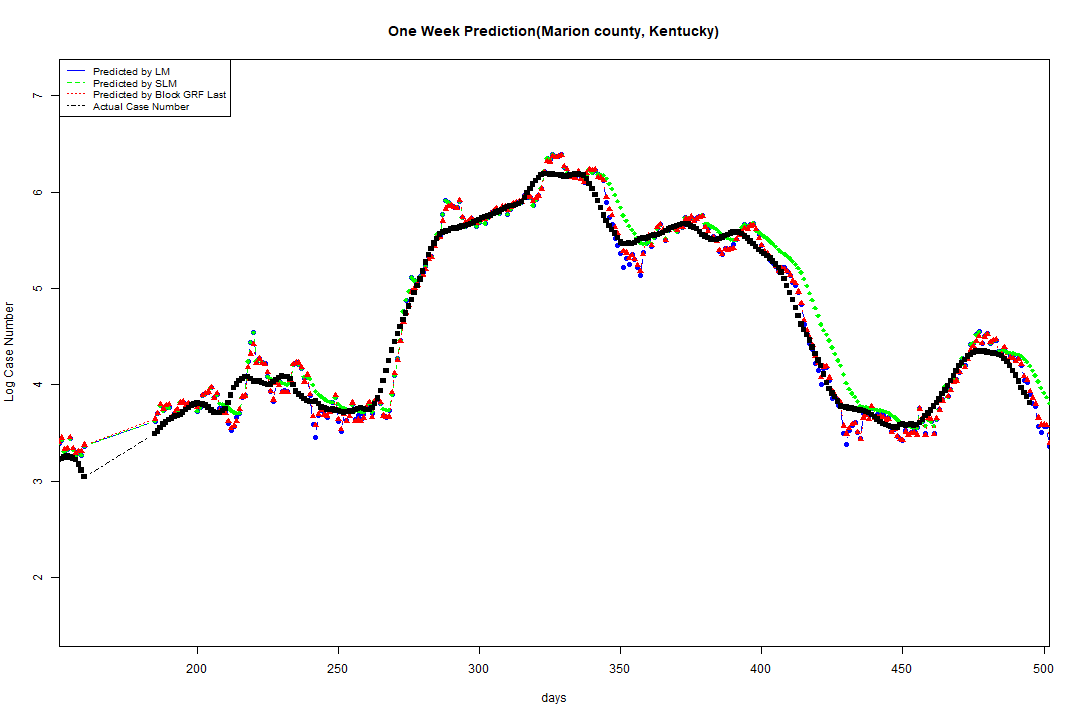 One Week Prediction(Marion county, Kentucky)
Predicted by LM
Predicted by SLM
Predicted by Block GRF Last
Actual Case Number
7
6
5
4
3
2
Log Case Number
200 250 300 350 400 450 500
days